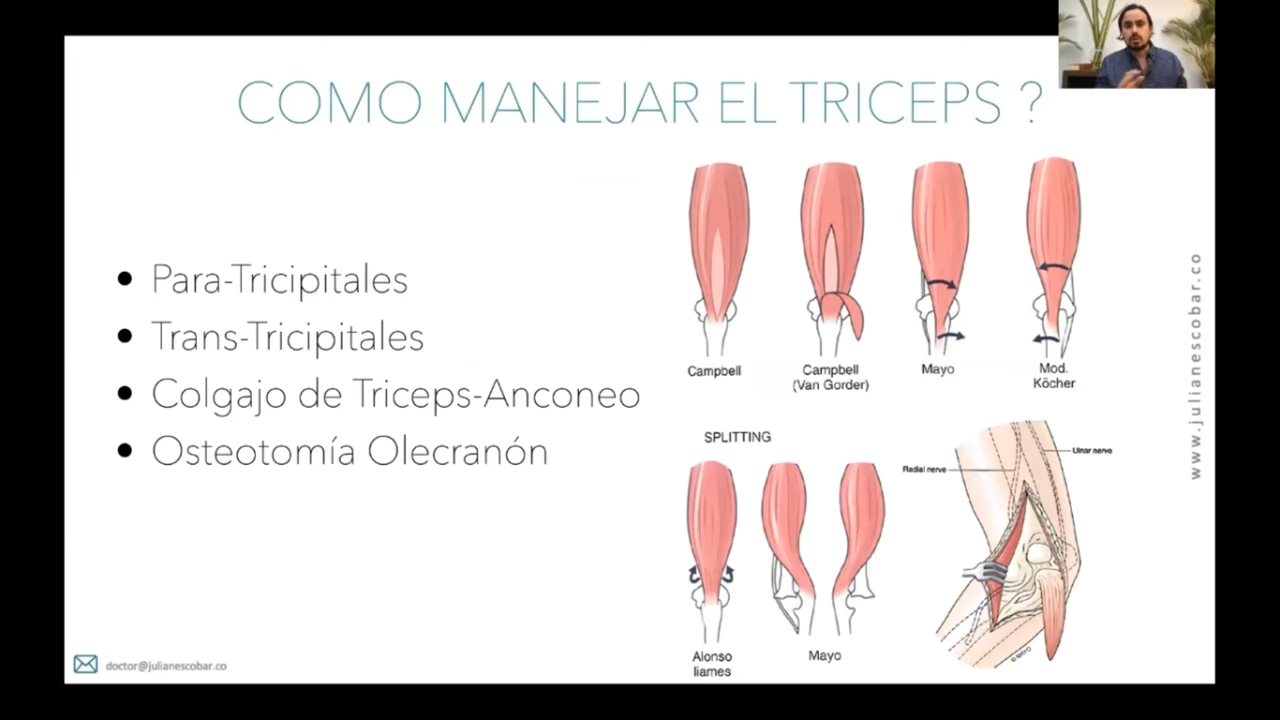 COMO MANEJAR EL TRICEPS ?
• Para-Tricipitales
• Trans-Tricipitales
• Colgajo de Triceps-Anconeo
• Osteotomía Olecranón
Campbell
Campbell
(Van Gorder)
Mayo
Mod.
Köcher
SPLITTING
Radial nerve
Ulnar nerve
Alonso
llames
Mayo
www.julianescobar.co
doctor@julianescobar.co